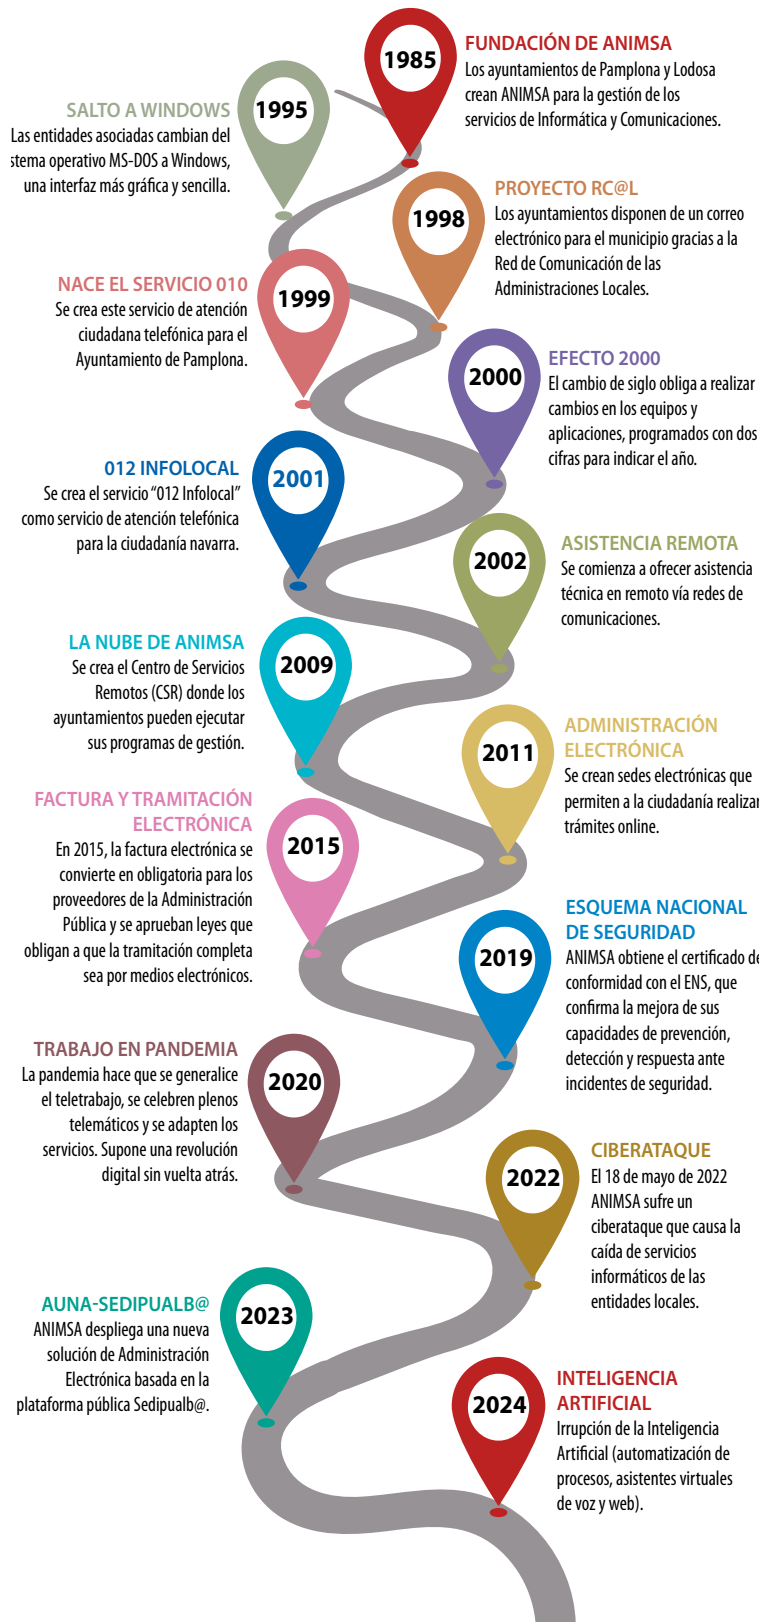 1985
FUNDACIÓN DE ANIMSA
Los ayuntamientos de Pamplona y Lodosa
crean ANIMSA para la gestión de los
servicios de Informática y Comunicaciones.
1995
SALTO A WINDOWS
Las entidades asociadas cambian del
stema operativo MS-DOS a Windows,
una interfaz más gráfica y sencilla.
1998
PROYECTO RC@L
Los ayuntamientos disponen de un correo
electrónico para el municipio gracias a la
Red de Comunicación de las
Administraciones Locales.
1999
NACE EL SERVICIO 010
Se crea este servicio de atención
ciudadana telefónica para el
Ayuntamiento de Pamplona.
2000
EFECTO 2000
El cambio de siglo obliga a realizar
cambios en los equipos y
aplicaciones, programados con dos
cifras para indicar el año.
2001
012 INFOLOCAL
Se crea el servicio “012 Infolocal”
como servicio de atención telefónica
para la ciudadanía navarra.
2002
ASISTENCIA REMOTA
Se comienza a ofrecer asistencia
técnica en remoto vía redes de
comunicaciones.
2009
LA NUBE DE ANIMSA
Se crea el Centro de Servicios
Remotos (CSR) donde los
ayuntamientos pueden ejecutar
sus programas de gestión.
2011
ADMINISTRACIÓN
ELECTRÓNICA
Se crean sedes electrónicas que
permiten a la ciudadanía realizar
trámites online.
2015
FACTURA Y TRAMITACIÓN
ELECTRÓNICA
En 2015, la factura electrónica se
convierte en obligatoria para los
proveedores de la Administración
Pública y se aprueban leyes que
obligan a que la tramitación completa
sea por medios electrónicos.
2019
ESQUEMA NACIONAL
DE SEGURIDAD
ANIMSA obtiene el certificado de
conformidad con el ENS, que
confirma la mejora de sus
capacidades de prevención,
detección y respuesta ante
incidentes de seguridad.
2020
TRABAJO EN PANDEMIA
La pandemia hace que se generalice
el teletrabajo, se celebren plenos
telemáticos y se adapten los
servicios. Supone una revolución
digital sin vuelta atrás.
2022
CIBERATAQUE
El 18 de mayo de 2022
ANIMSA sufre un
ciberataque que causa la
caída de servicios
informáticos de las
entidades locales.
2023
AUNA-SEDIPUALB@
ANIMSA despliega una nueva
solución de Administración
Electrónica basada en la
plataforma pública Sedipualb@.
2024
INTELIGENCIA
ARTIFICIAL
Irrupción de la Inteligencia
Artificial (automatización de
procesos, asistentes virtuales
de voz y web).